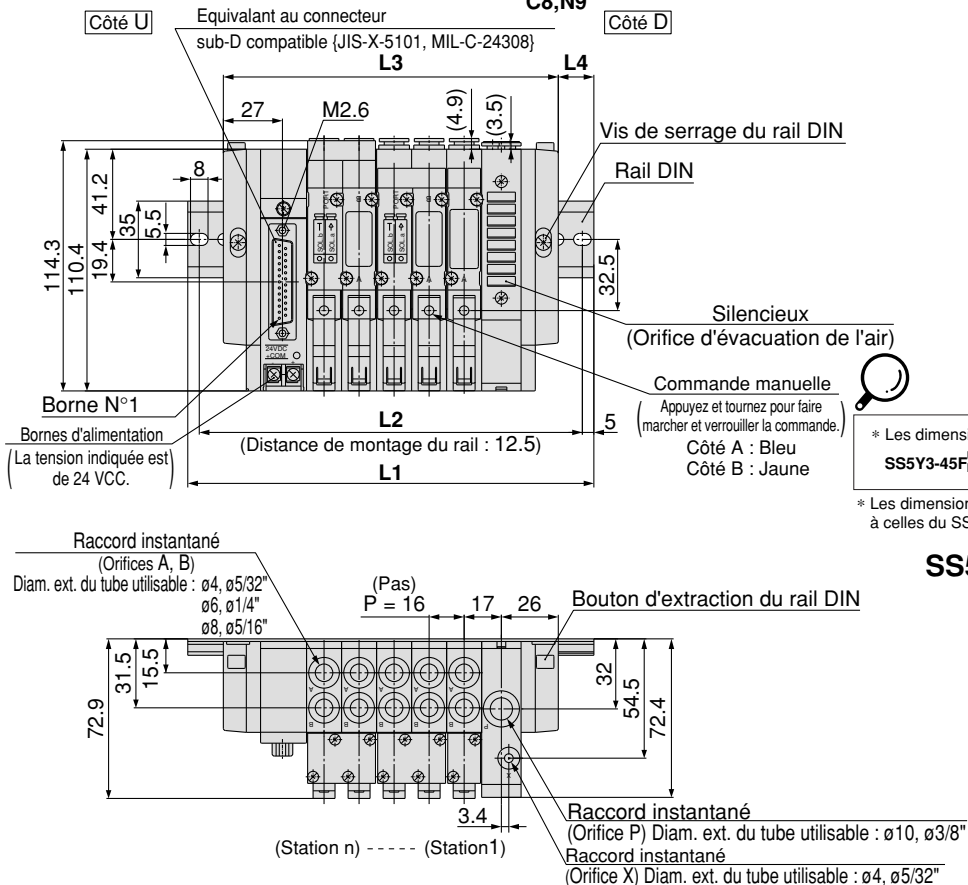 C8,N9
Côté U
Equivalant au connecteur
sub-D compatible {JIS-X-5101, MIL-C-24308}
Côté D
L3
L4
27
M2.6
(4.9)
(3.5)
Vis de serrage du rail DIN
Rail DIN
8
41.2
35
5.5
19.4
114.3
110.4
32.5
PORT
SOL.b
SOL.a
SOL.b
SOL.a
Silencieux
(Orifice d'évacuation de l'air)
24VDC
+COM
Borne N°1
Commande manuelle
(Appuyez et tournez pour faire
marcher et verrouiller la commande.)
Côté A : Bleu
Côté B : Jaune
Bornes d'alimentation
(La tension indiquée est
de 24 VCC.)
L2
5
(Distance de montage du rail : 12.5)
L1
* Les dimensi
SS5Y3-45F
* Les dimension
à celles du SS
SS5
Raccord instantané
(Orifices A, B)
Diam. ext. du tube utilisable : ø4, ø5/32"
ø6, ø1/4"
ø8, ø5/16"
(Pas)
P = 16
17
26
Bouton d'extraction du rail DIN
72.9
31.5
15.5
32
54.5
72.4
A A A A A
B B B B B
P
X
3.4
(Station n) ----- (Station1)
Raccord instantané
(Orifice P) Diam. ext. du tube utilisable : ø10, ø3/8"
Raccord instantané
(Orifice X) Diam. ext. du tube utilisable : ø4, ø5/32"